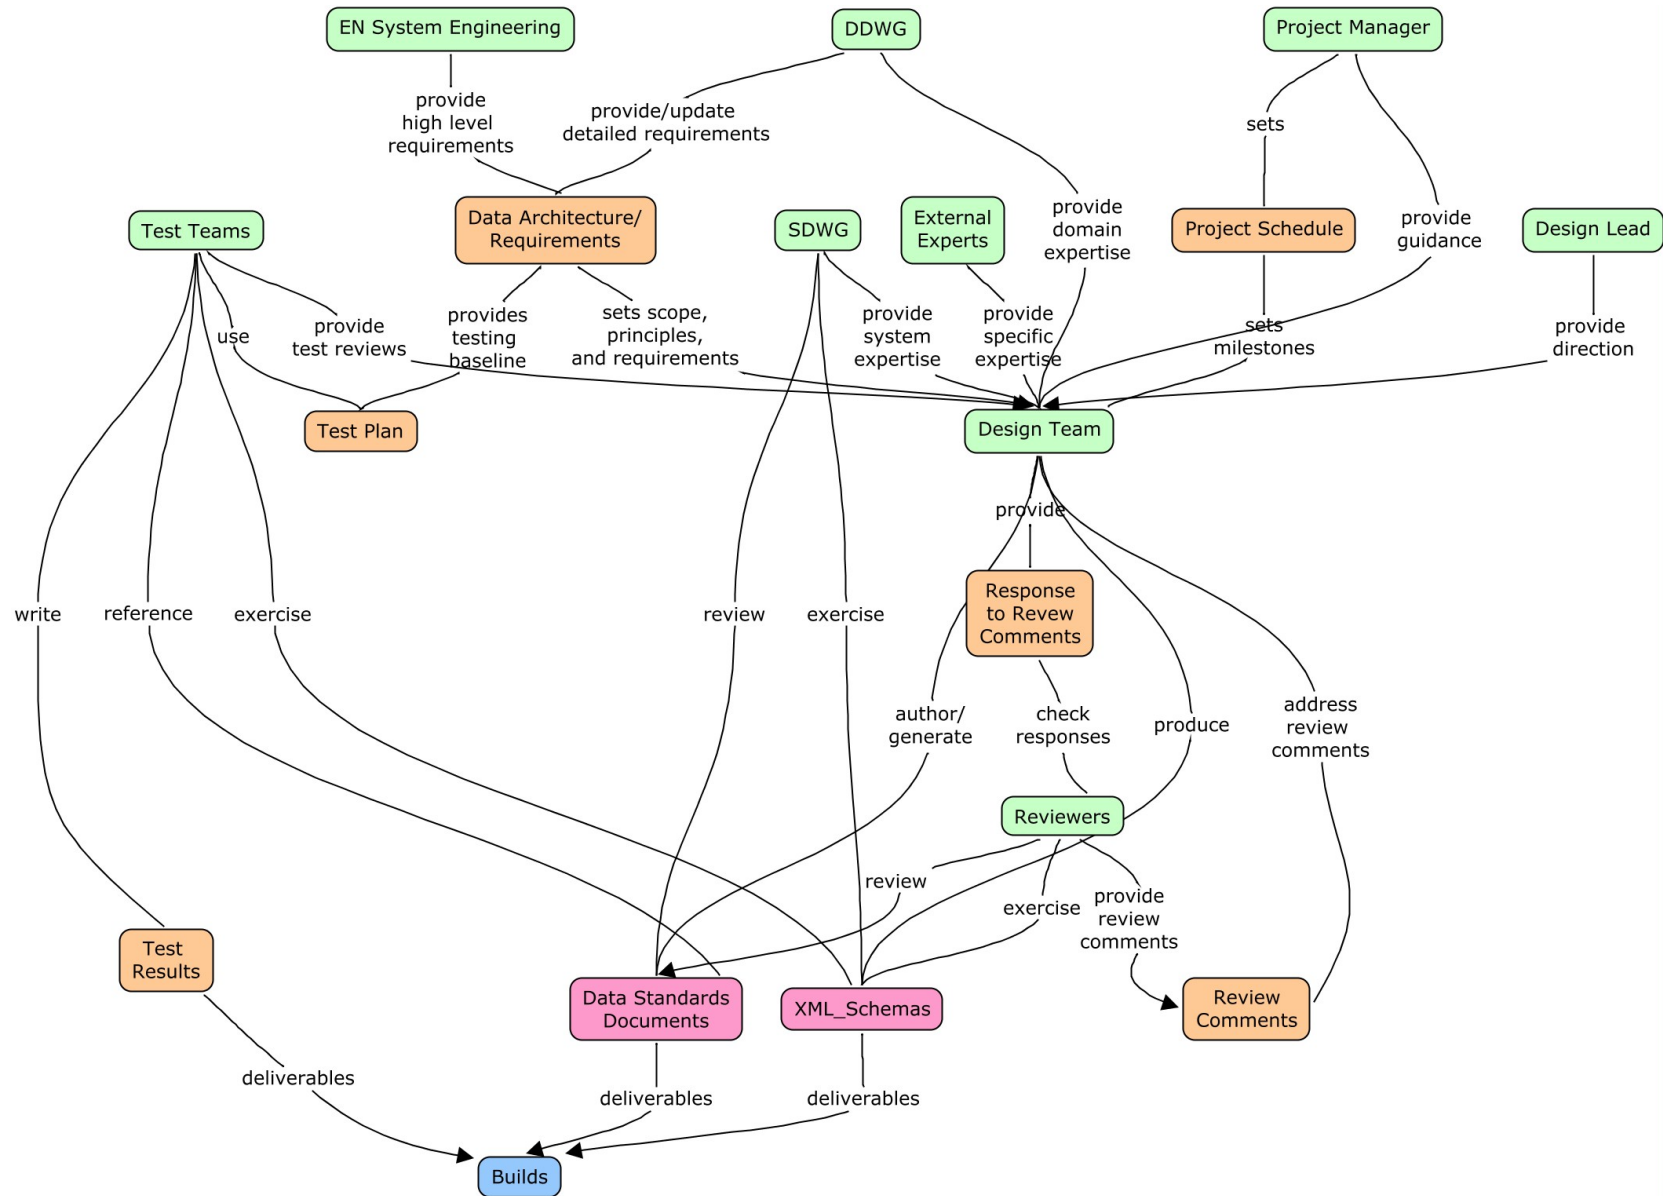 EN System Engineering
DDWG
Project Manager
provide
high level
requirements
provide/update
detailed requirements
sets
Test Teams
Data Architecture/
Requirements
SDWG
External
Experts
provide
domain
expertise
Project Schedule
provide
guidance
Design Lead
use
provide
test reviews
provides
testing
baseline
sets scope,
principles,
and requirements
provide
system
expertise
provide
specific
expertise
sets
milestones
provide
direction
Test Plan
Design Team
provide
Response
to Revew
Comments
write
reference
exercise
review
exercise
author/
generate
check
responses
produce
address
review
comments
Reviewers
review
exercise
provide
review
comments
Test
Results
Data Standards
Documents
XML_Schemas
Review
Comments
deliverables
deliverables
deliverables
Builds